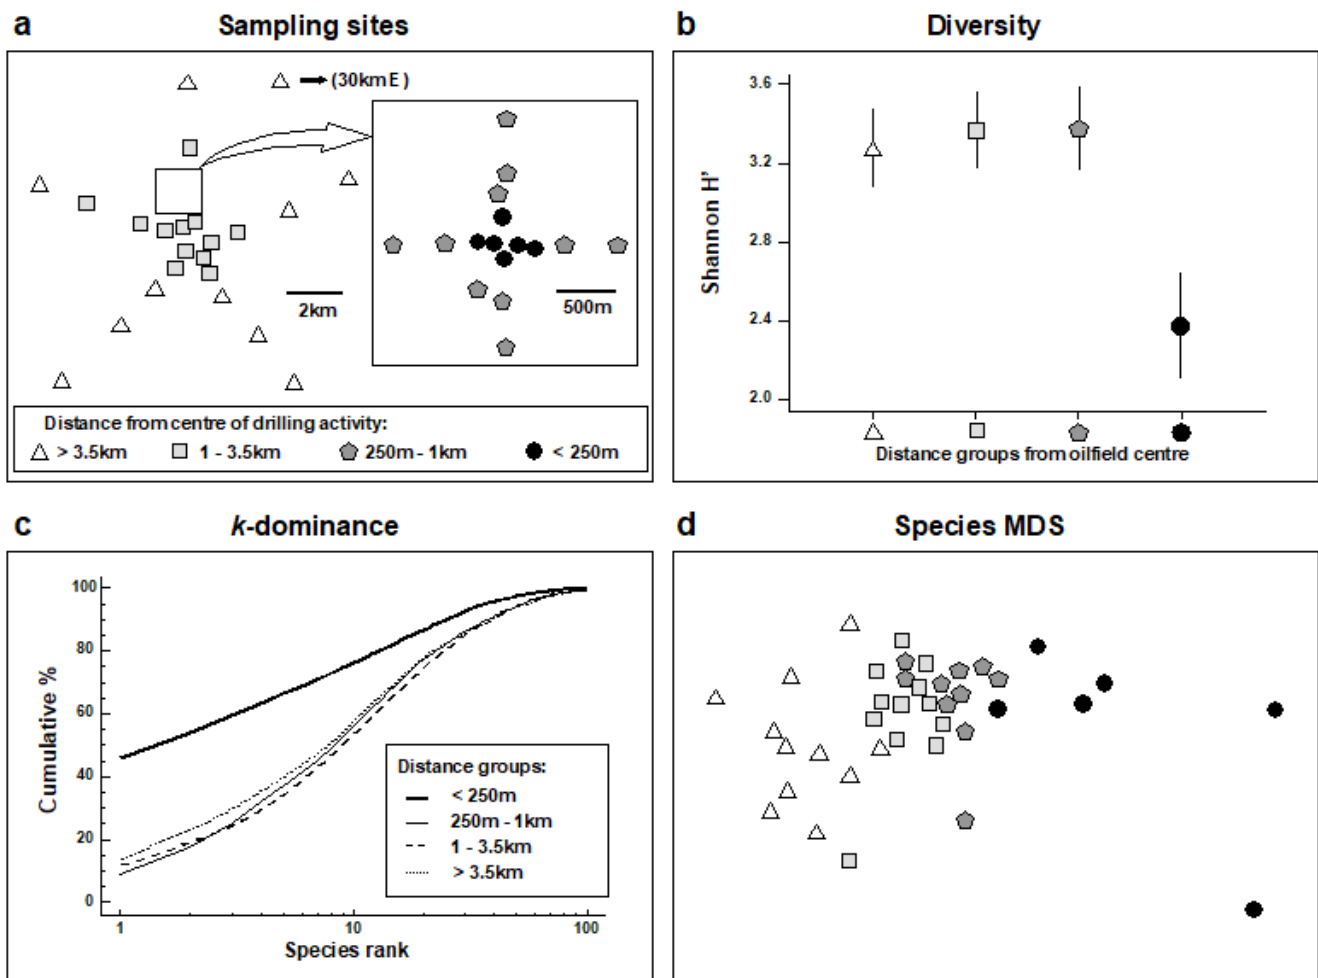 a Sampling sites
(30km E )
2km
500m
Distance from centre of drilling activity:
> 3.5km 1 - 3.5km 250m - 1km < 250m
b Diversity
3.6
3.2
2.8
2.4
2.0
Shannon H'
Distance groups from oilfield centre
c k-dominance
100
80
60
40
20
0
Cumulative %
Distance groups:
< 250m
250m - 1km
1 - 3.5km
> 3.5km
1 10 100
Species rank
d Species MDS